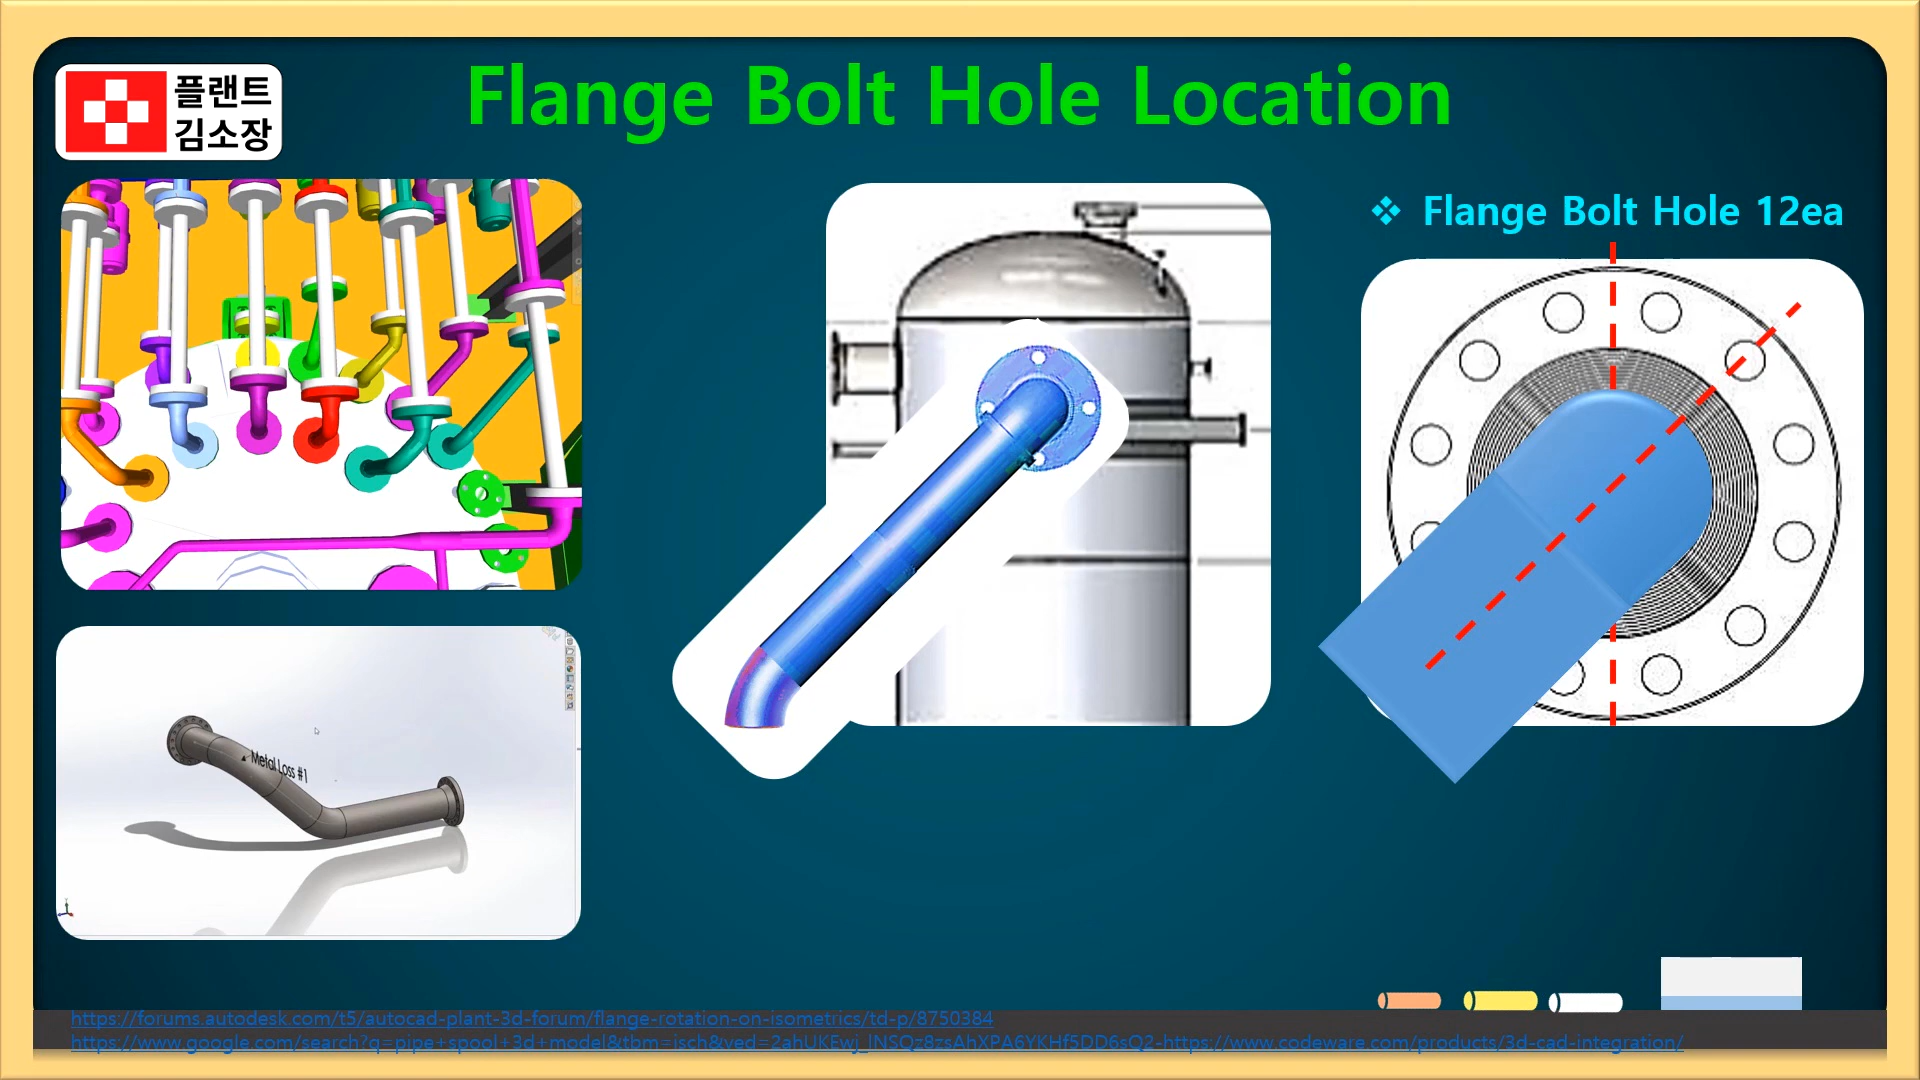 플랜트
김소장
Flange Bolt Hole Location
❖ Flange Bolt Hole 12ea
Metal Loss #1
https://forums.autodesk.com/t5/autocad-plant-3d-forum/flange-rotation-on-isometrics/td-p/8750384
https://www.google.com/search?q=pipe+spool+3d+model&tbm=isch&ved=2ahUKEwj_lNSQz8zsAhXPA6YKHf5DD6sQ2-https://www.codeware.com/products/3d-cad-integration/